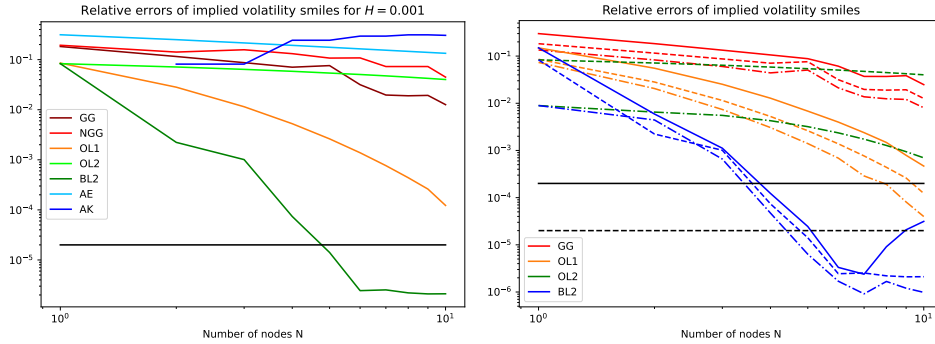 Relative errors of implied volatility smiles for H = 0.001
10⁻¹
10⁻²
10⁻³
10⁻⁴
10⁻⁵
GG
NGG
OL1
OL2
BL2
AE
AK
10⁰
10¹
Number of nodes N
Relative errors of implied volatility smiles
10⁻¹
10⁻²
10⁻³
10⁻⁴
10⁻⁵
10⁻⁶
GG
OL1
OL2
BL2
10⁰
10¹
Number of nodes N